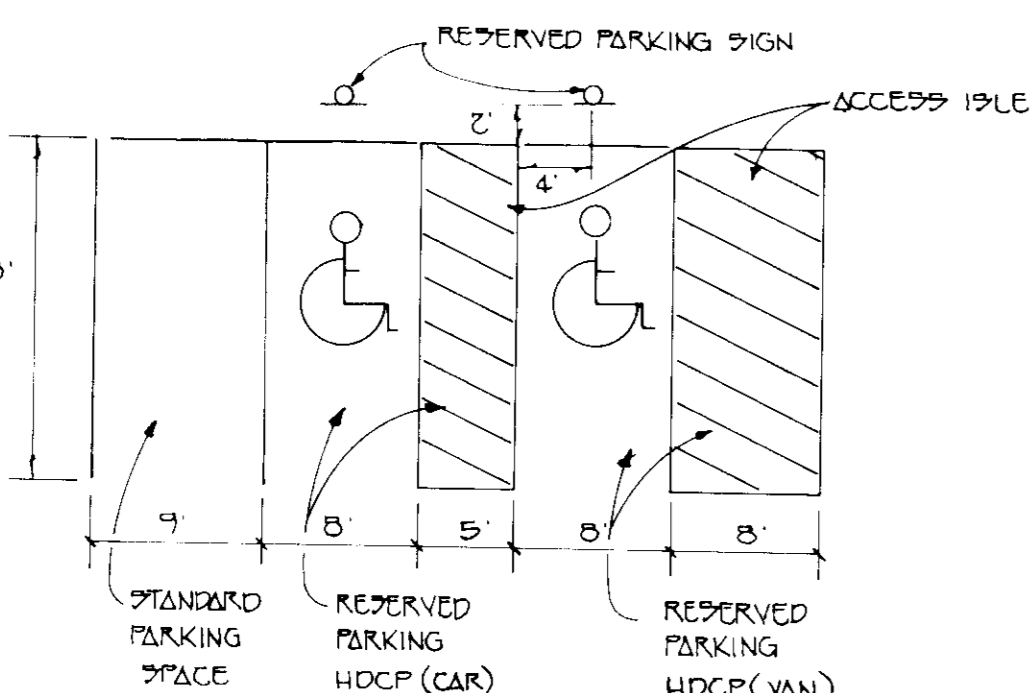 RESERVED PARKING SIGN
ACCESS ISLE
2'
4'
9'
8'
5'
8'
8'
STANDARD
PARKING
SPACE
RESERVED
PARKING
HDCP (CAR)
RESERVED
PARKING
HDCP (VAN)